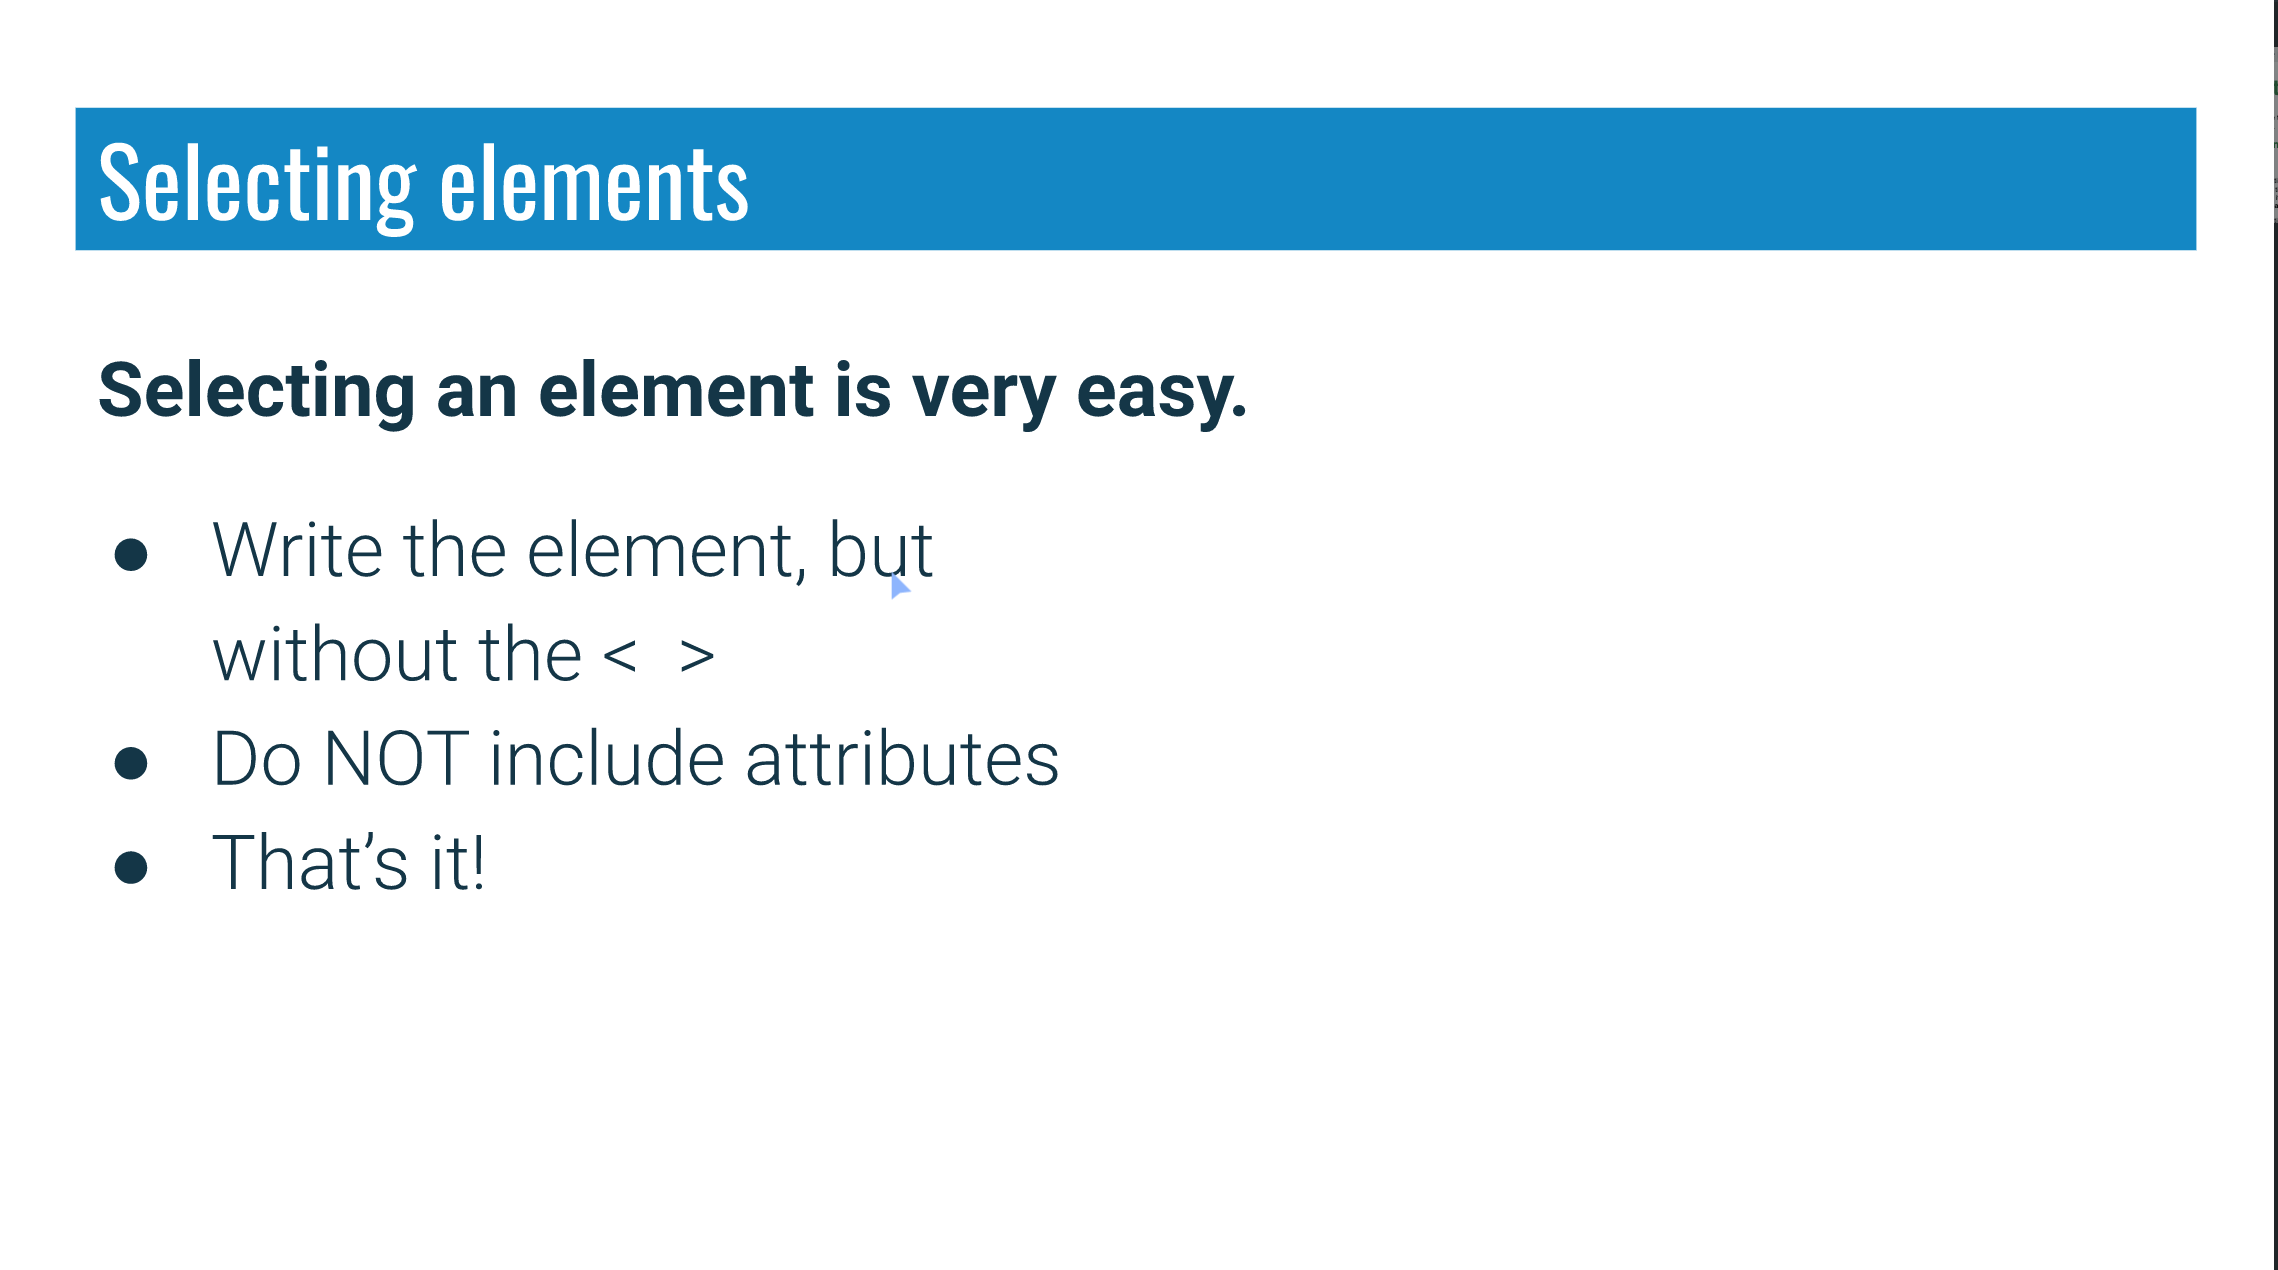 Selecting elements
Selecting an element is very easy.
● Write the element, but
without the < >
● Do NOT include attributes
● That’s it!